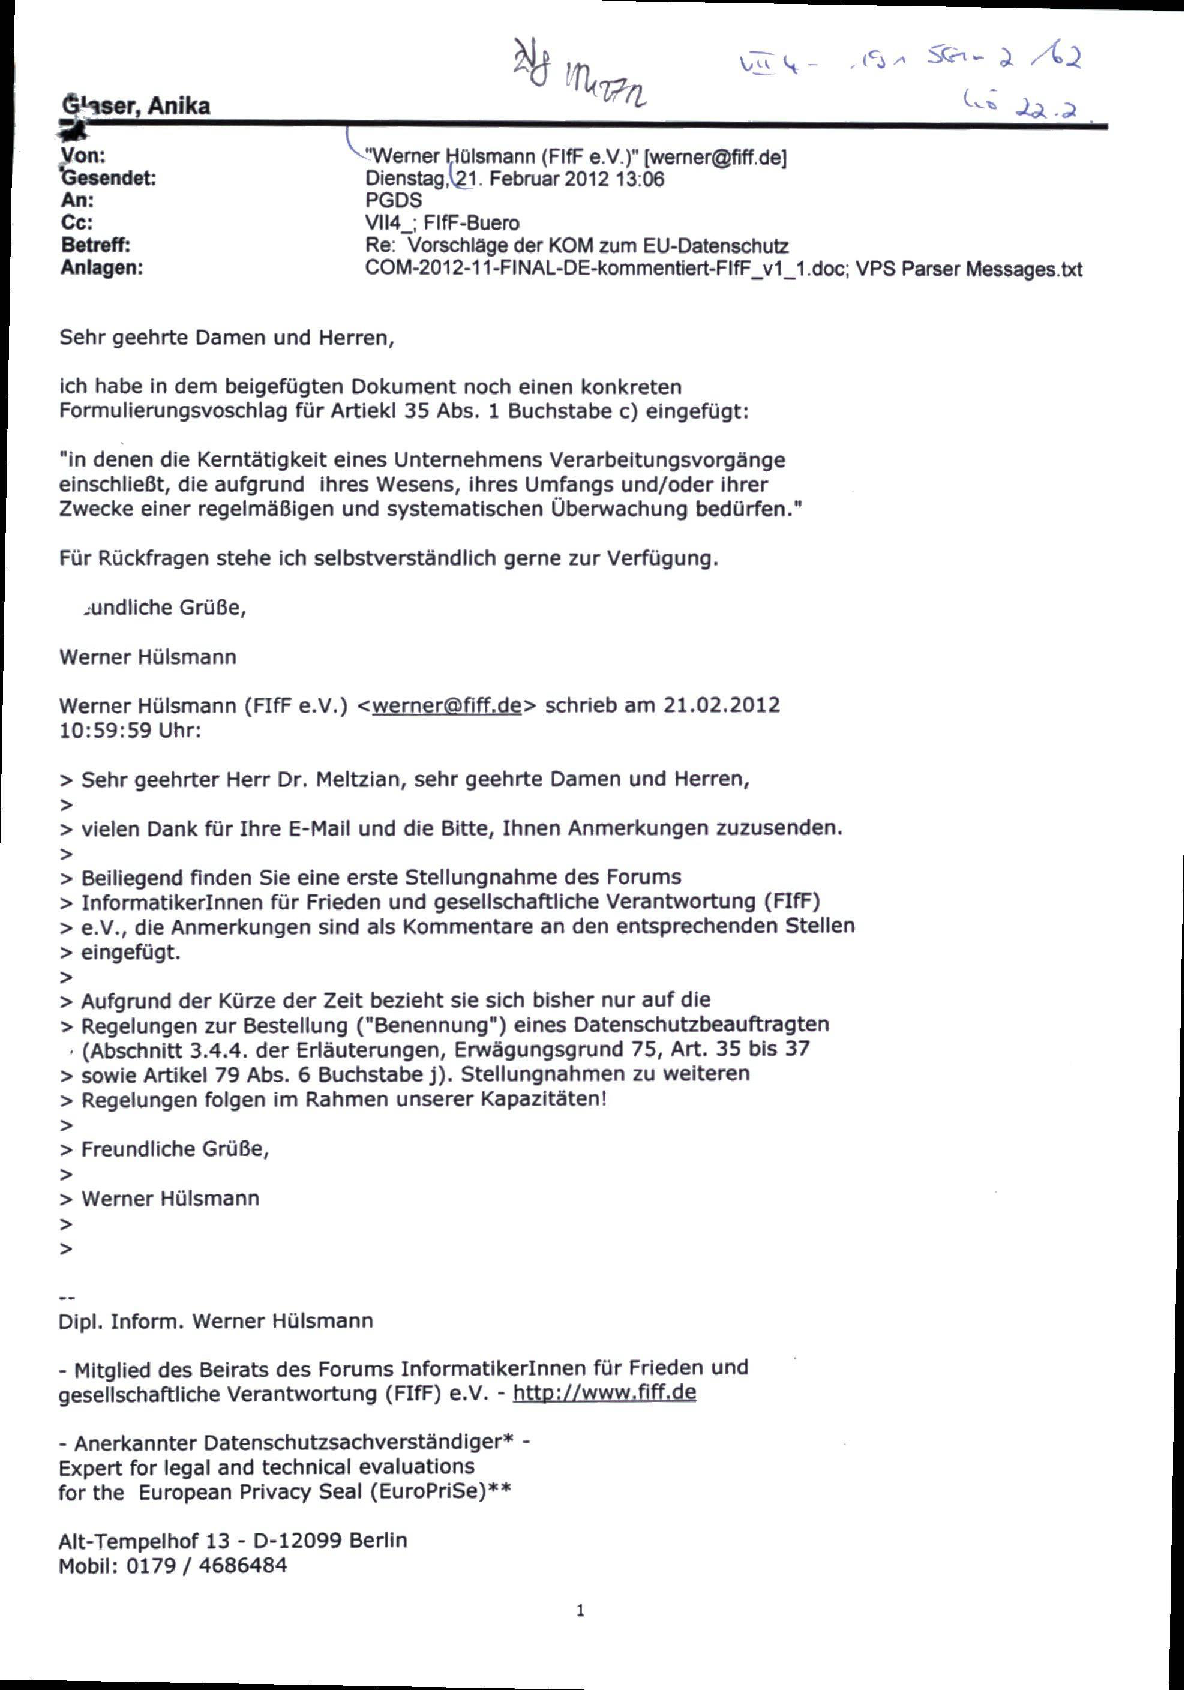 VII 4 - 191 561 - 2 /62
22.2.
Glaser, Anika
Von: "Werner Hülsmann (FIfF e.V.)" [werner@fiff.de]
Gesendet: Dienstag, 21. Februar 2012 13:06
An: PGDS
Cc: VII4_; FIfF-Buero
Betreff: Re: Vorschläge der KOM zum EU-Datenschutz
Anlagen: COM-2012-11-FINAL-DE-kommentiert-FIfF_v1_1.doc; VPS Parser Messages.txt
Sehr geehrte Damen und Herren,
ich habe in dem beigefügten Dokument noch einen konkreten
Formulierungsvoschlag für Artiekl 35 Abs. 1 Buchstabe c) eingefügt:
"in denen die Kerntätigkeit eines Unternehmens Verarbeitungsvorgänge
einschließt, die aufgrund  ihres Wesens, ihres Umfangs und/oder ihrer
Zwecke einer regelmäßigen und systematischen Überwachung bedürfen."
Für Rückfragen stehe ich selbstverständlich gerne zur Verfügung.
undliche Grüße,
Werner Hülsmann
Werner Hülsmann (FIfF e.V.) <werner@fiff.de> schrieb am 21.02.2012
10:59:59 Uhr:
> Sehr geehrter Herr Dr. Meltzian, sehr geehrte Damen und Herren,
>
> vielen Dank für Ihre E-Mail und die Bitte, Ihnen Anmerkungen zuzusenden.
>
> Beiliegend finden Sie eine erste Stellungnahme des Forums
> InformatikerInnen für Frieden und gesellschaftliche Verantwortung (FIfF)
> e.V., die Anmerkungen sind als Kommentare an den entsprechenden Stellen
> eingefügt.
>
> Aufgrund der Kürze der Zeit bezieht sie sich bisher nur auf die
> Regelungen zur Bestellung ("Benennung") eines Datenschutzbeauftragten
(Abschnitt 3.4.4. der Erläuterungen, Erwägungsgrund 75, Art. 35 bis 37
> sowie Artikel 79 Abs. 6 Buchstabe j). Stellungnahmen zu weiteren
> Regelungen folgen im Rahmen unserer Kapazitäten!
>
> Freundliche Grüße,
>
> Werner Hülsmann
>
>
--
Dipl. Inform. Werner Hülsmann
- Mitglied des Beirats des Forums InformatikerInnen für Frieden und
gesellschaftliche Verantwortung (FIfF) e.V. - http://www.fiff.de
- Anerkannter Datenschutzsachverständiger* -
Expert for legal and technical evaluations
for the  European Privacy Seal (EuroPriSe)**
Alt-Tempelhof 13 - D-12099 Berlin
Mobil: 0179 / 4686484
1